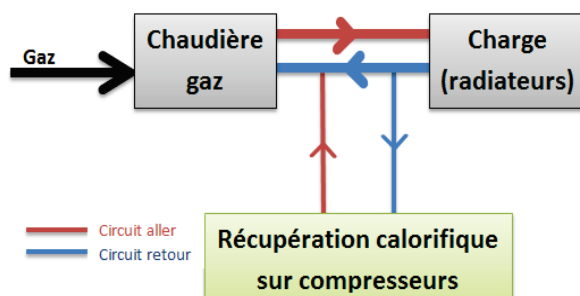 Gaz
Chaudière
gaz
Charge
(radiateurs)
Circuit aller
Circuit retour
Récupération calorifique
sur compresseurs